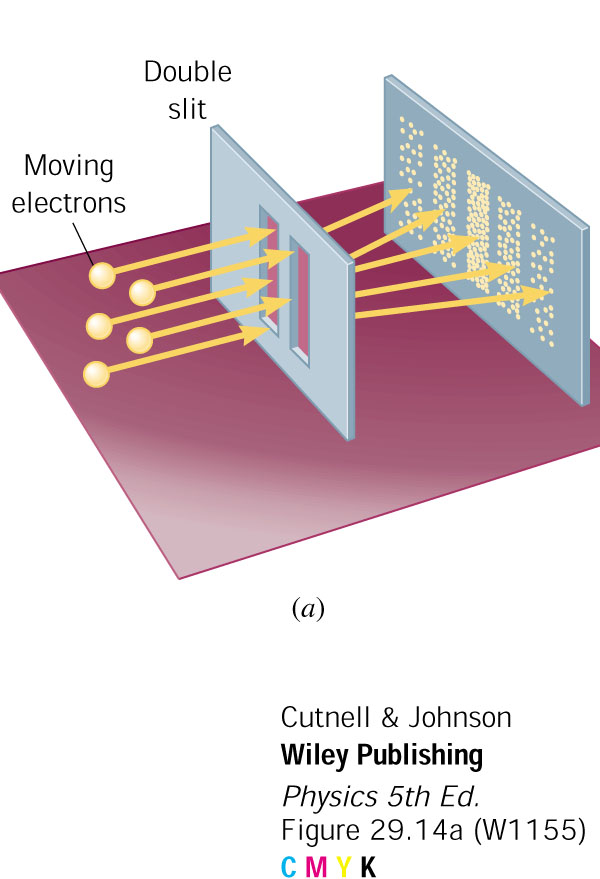 Double
slit
Moving
electrons
(a)
Cutnell & Johnson
Wiley Publishing
Physics 5th Ed.
Figure 29.14a (W1155)
C M Y K